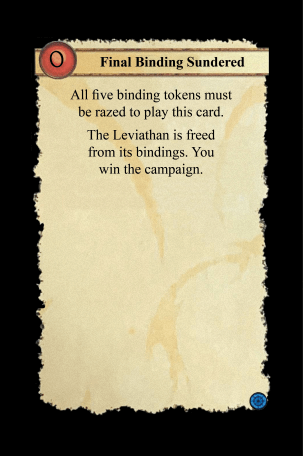 0 Final Binding Sundered
All five binding tokens must
be razed to play this card.
The Leviathan is freed
from its bindings. You
win the campaign.